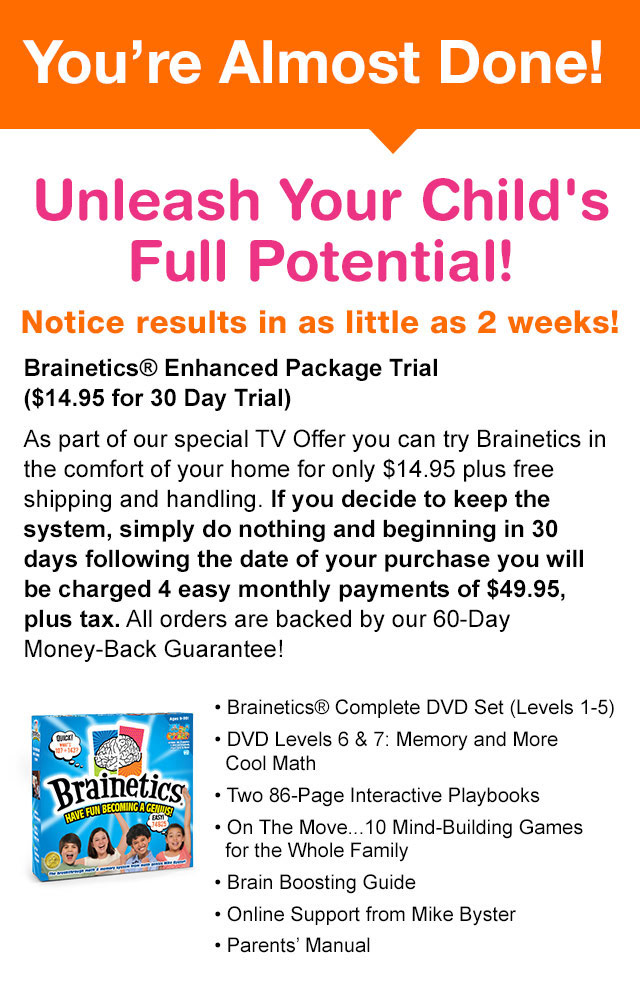 You’re Almost Done!
Unleash Your Child's
Full Potential!
Notice results in as little as 2 weeks!
Brainetics® Enhanced Package Trial
($14.95 for 30 Day Trial)
As part of our special TV Offer you can try Brainetics in
the comfort of your home for only $14.95 plus free
shipping and handling. If you decide to keep the
system, simply do nothing and beginning in 30
days following the date of your purchase you will
be charged 4 easy monthly payments of $49.95,
plus tax. All orders are backed by our 60-Day
Money-Back Guarantee!
• Brainetics® Complete DVD Set (Levels 1-5)
• DVD Levels 6 & 7: Memory and More
Cool Math
• Two 86-Page Interactive Playbooks
• On The Move...10 Mind-Building Games
for the Whole Family
• Brain Boosting Guide
• Online Support from Mike Byster
• Parents’ Manual
QUICK!
WHAT IS
Brainetics
HAVE FUN BECOMING A GENIUS!
EASY!